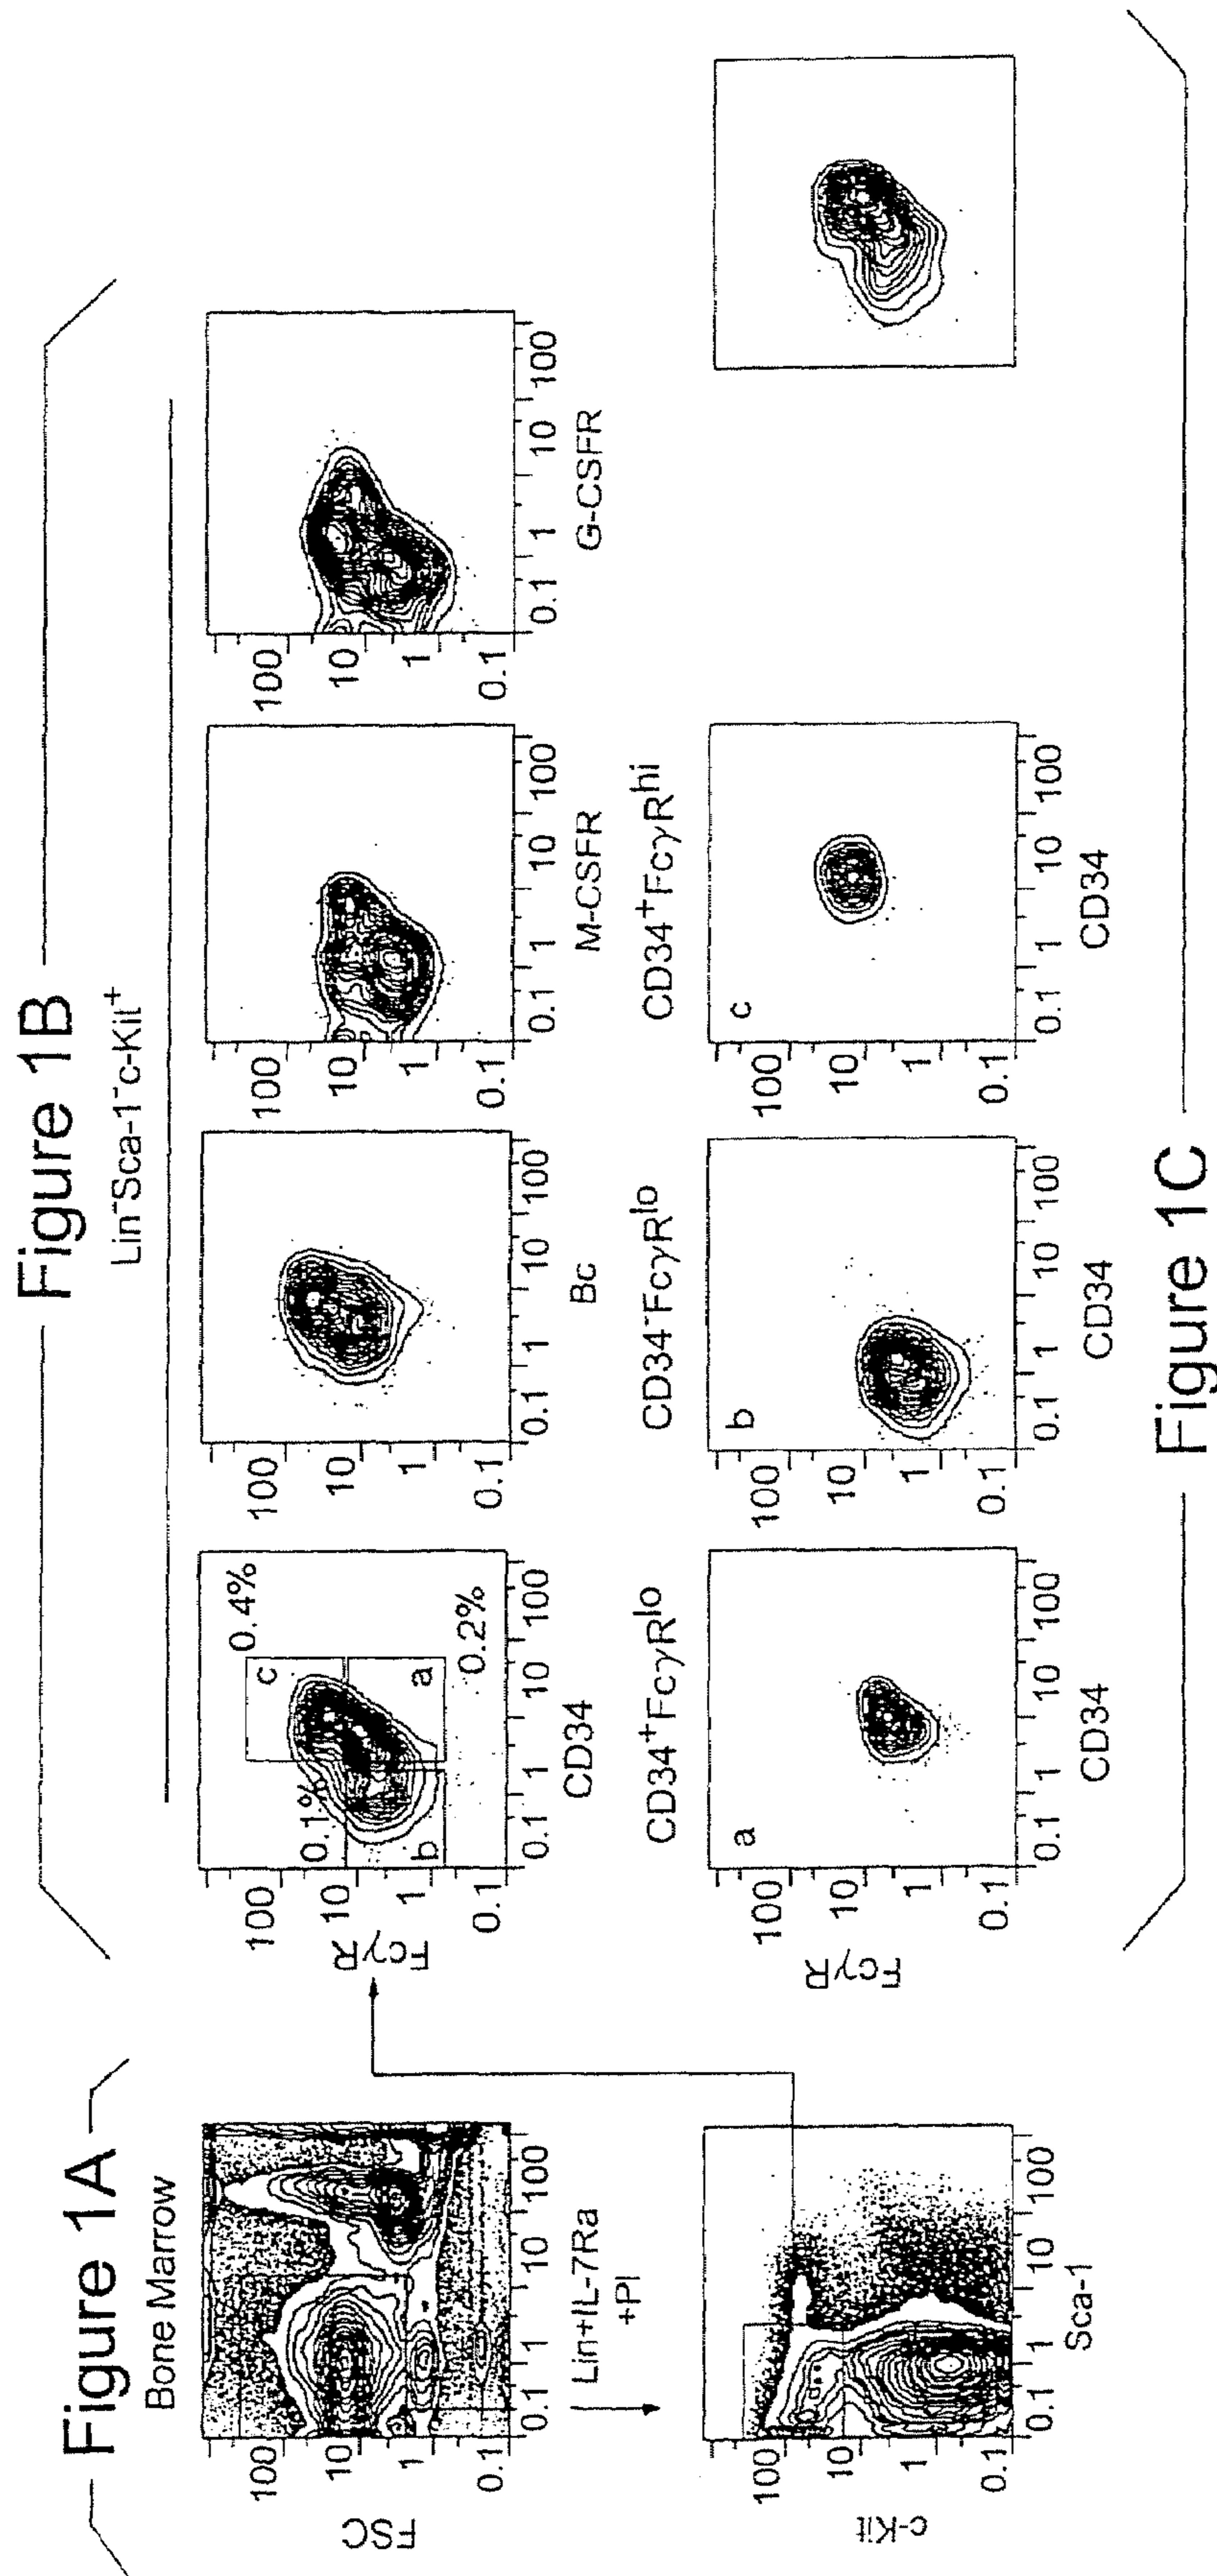 Figure 1A
Bone Marrow
FSC
100
10
1
0.1
0.1 1 10 100
Lin+IL-7Ra
+PI
c-Kit
100
10
1
0.1
0.1 1 10 100
Sca-1
Figure 1B
Lin⁻Sca-1⁻c-Kit⁺
FcγR
100
10
1
0.1
0.1%
0.4%
c
b
a
0.2%
0.1 1 10 100
CD34
100
10
1
0.1
0.1 1 10 100
Bc
100
10
1
0.1
0.1 1 10 100
M-CSFR
100
10
1
0.1
0.1 1 10 100
G-CSFR
CD34⁺FcγRˡᵒ
FcγR
a
100
10
1
0.1
0.1 1 10 100
CD34
CD34⁻FcγRˡᵒ
b
100
10
1
0.1
0.1 1 10 100
CD34
CD34⁺FcγRʰⁱ
c
100
10
1
0.1
0.1 1 10 100
CD34
Figure 1C